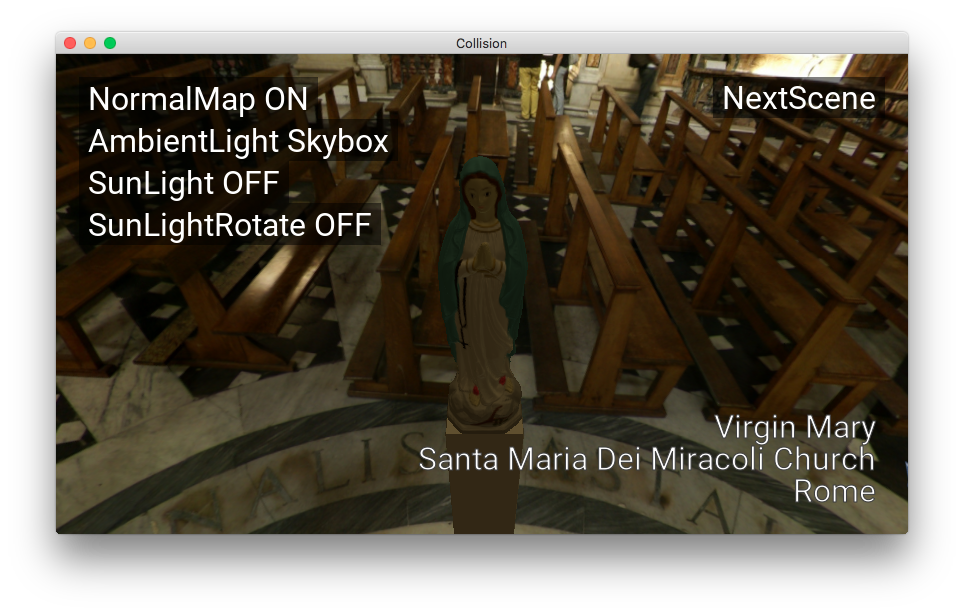 Collision
NormalMap ON
NextScene
AmbientLight Skybox
SunLight OFF
SunLightRotate OFF
Virgin Mary
Santa Maria Dei Miracoli Church
Rome